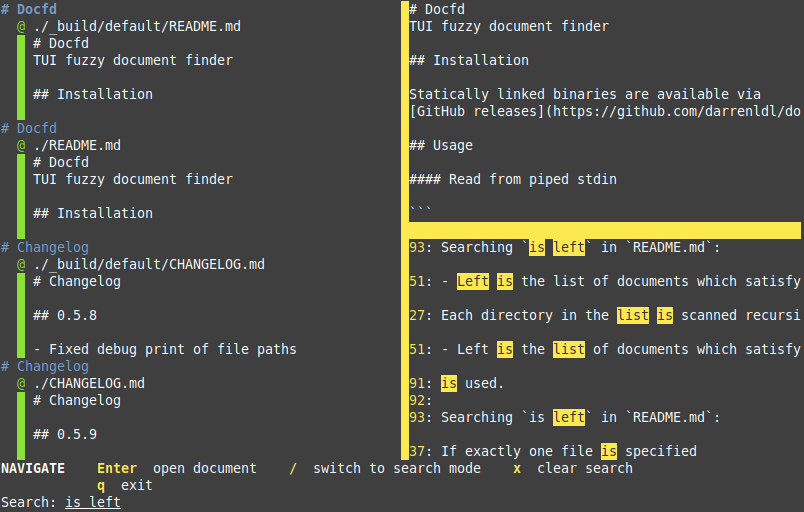 # Docfd
@ ./_build/default/README.md
# Docfd
TUI fuzzy document finder
## Installation
# Docfd
@ ./README.md
# Docfd
TUI fuzzy document finder
## Installation
# Changelog
@ ./_build/default/CHANGELOG.md
# Changelog
## 0.5.8
- Fixed debug print of file paths
# Changelog
@ ./CHANGELOG.md
# Changelog
## 0.5.9
# Docfd
TUI fuzzy document finder
## Installation
Statically linked binaries are available via
[GitHub releases](https://github.com/darrenldl/do
## Usage
#### Read from piped stdin
```
93: Searching `is left` in `README.md`:
51: - Left is the list of documents which satisfy
27: Each directory in the list is scanned recursi
51: - Left is the list of documents which satisfy
91: is used.
92:
93: Searching `is left` in `README.md`:
37: If exactly one file is specified
NAVIGATE Enter open document / switch to search mode x clear search
q exit
Search: is left